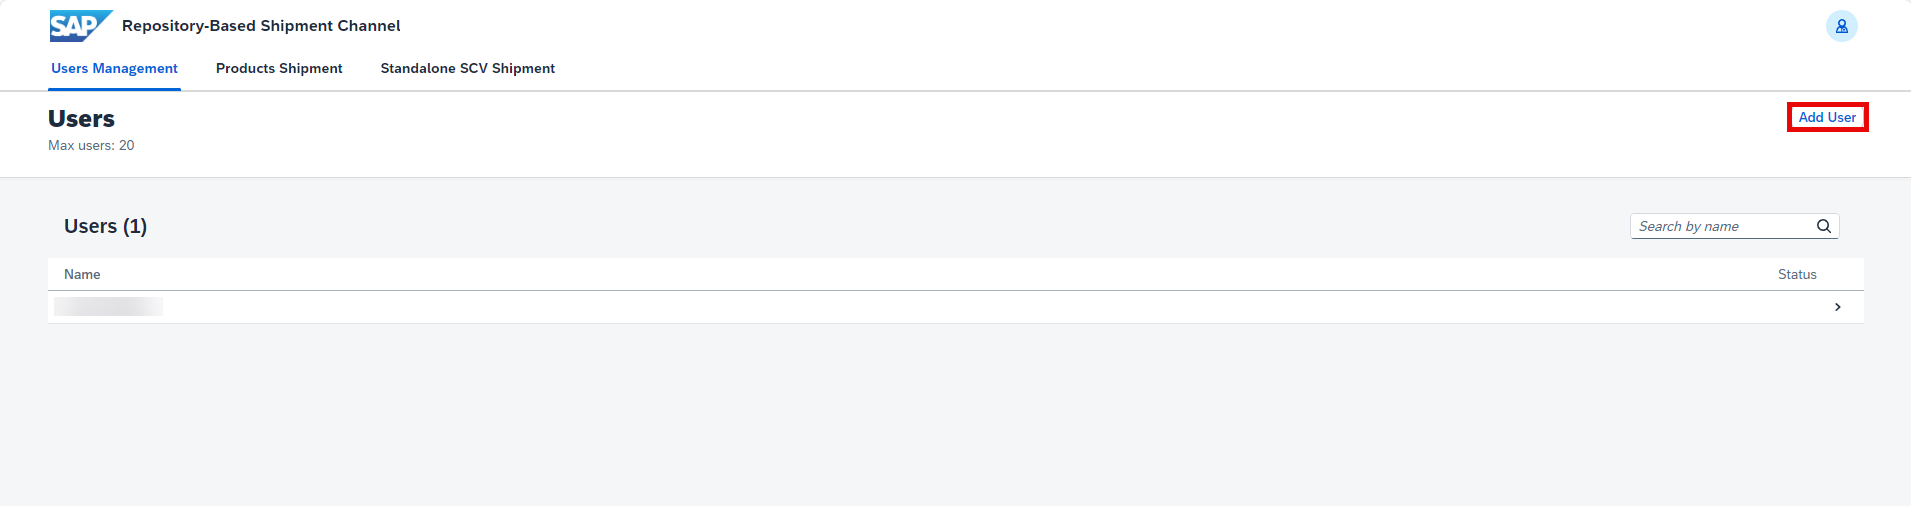 SAP Repository-Based Shipment Channel
Users Management Products Shipment Standalone SCV Shipment
Users
Add User
Max users: 20
Users (1)
Search by name
Name Status